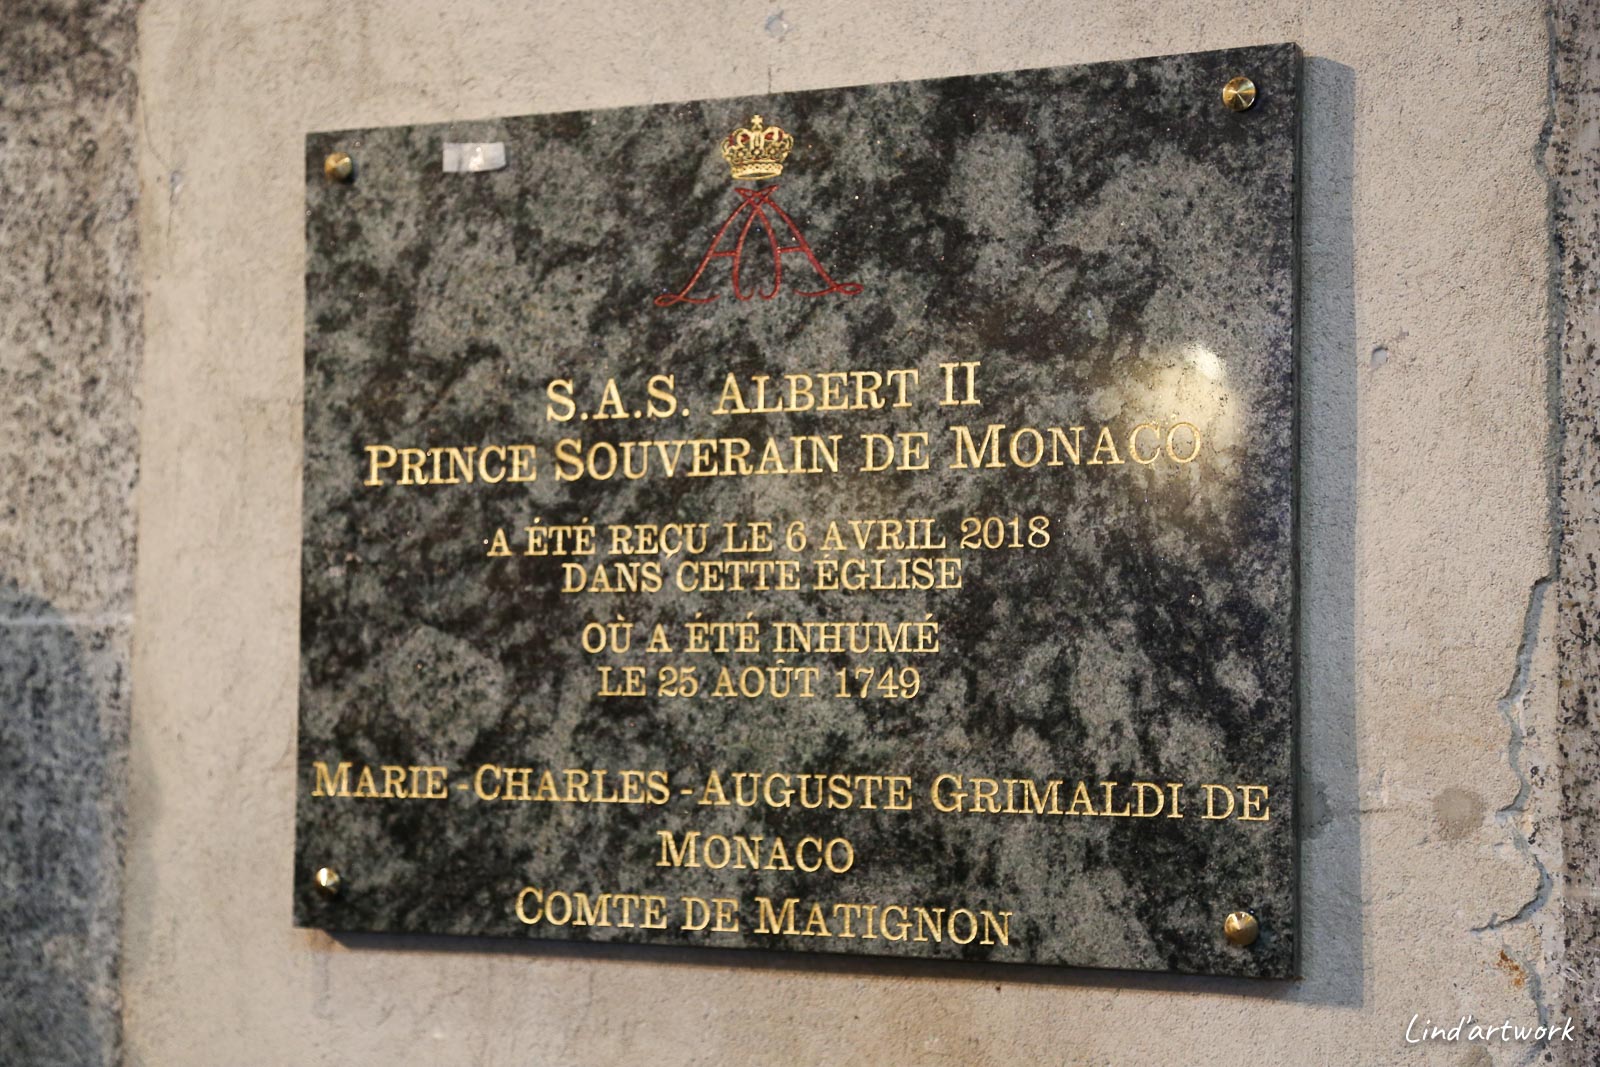 S.A.S. ALBERT II
PRINCE SOUVERAIN DE MONACO
A ÉTÉ REÇU LE 6 AVRIL 2018
DANS CETTE ÉGLISE
OÙ A ÉTÉ INHUMÉ
LE 25 AOÛT 1749
MARIE-CHARLES-AUGUSTE GRIMALDI DE
MONACO
COMTE DE MATIGNON
Lind'artwork